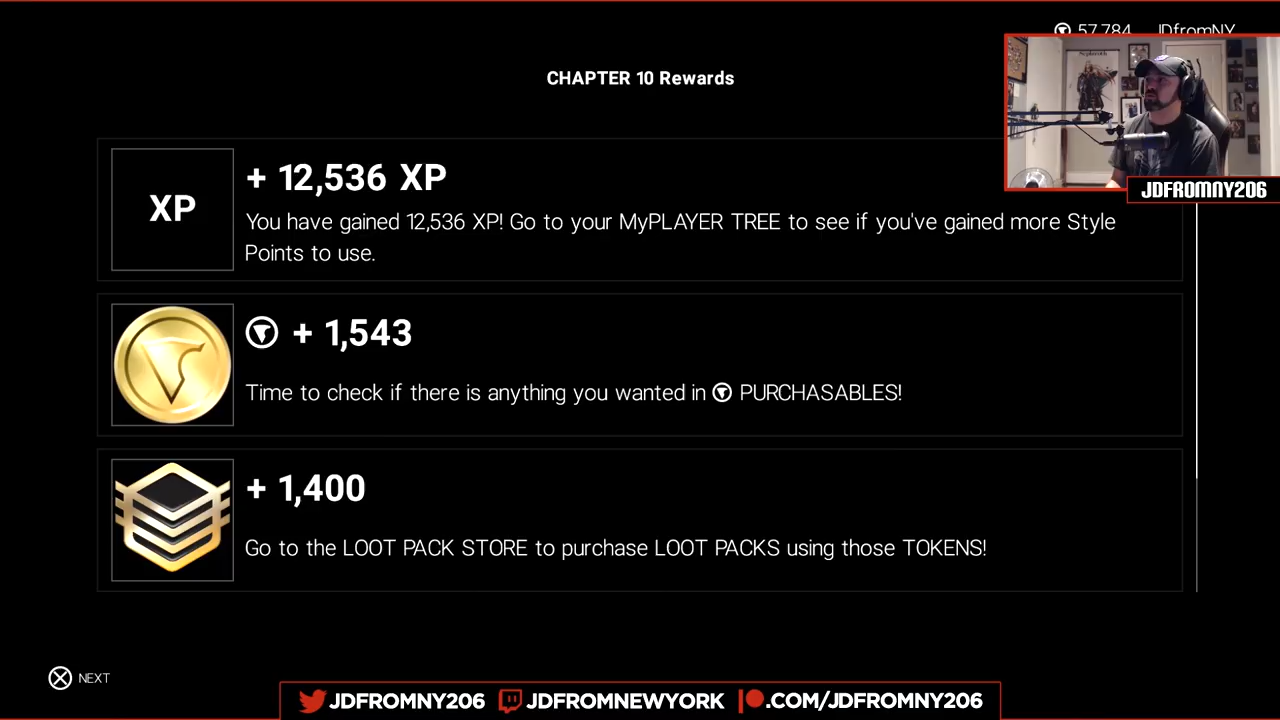 57,784 JDfromNY
CHAPTER 10 Rewards
XP
+ 12,536 XP
You have gained 12,536 XP! Go to your MyPLAYER TREE to see if you've gained more Style
Points to use.
+ 1,543
Time to check if there is anything you wanted in PURCHASABLES!
+ 1,400
Go to the LOOT PACK STORE to purchase LOOT PACKS using those TOKENS!
JDFROMNY206
NEXT
JDFROMNY206 JDFROMNEWYORK .COM/JDFROMNY206